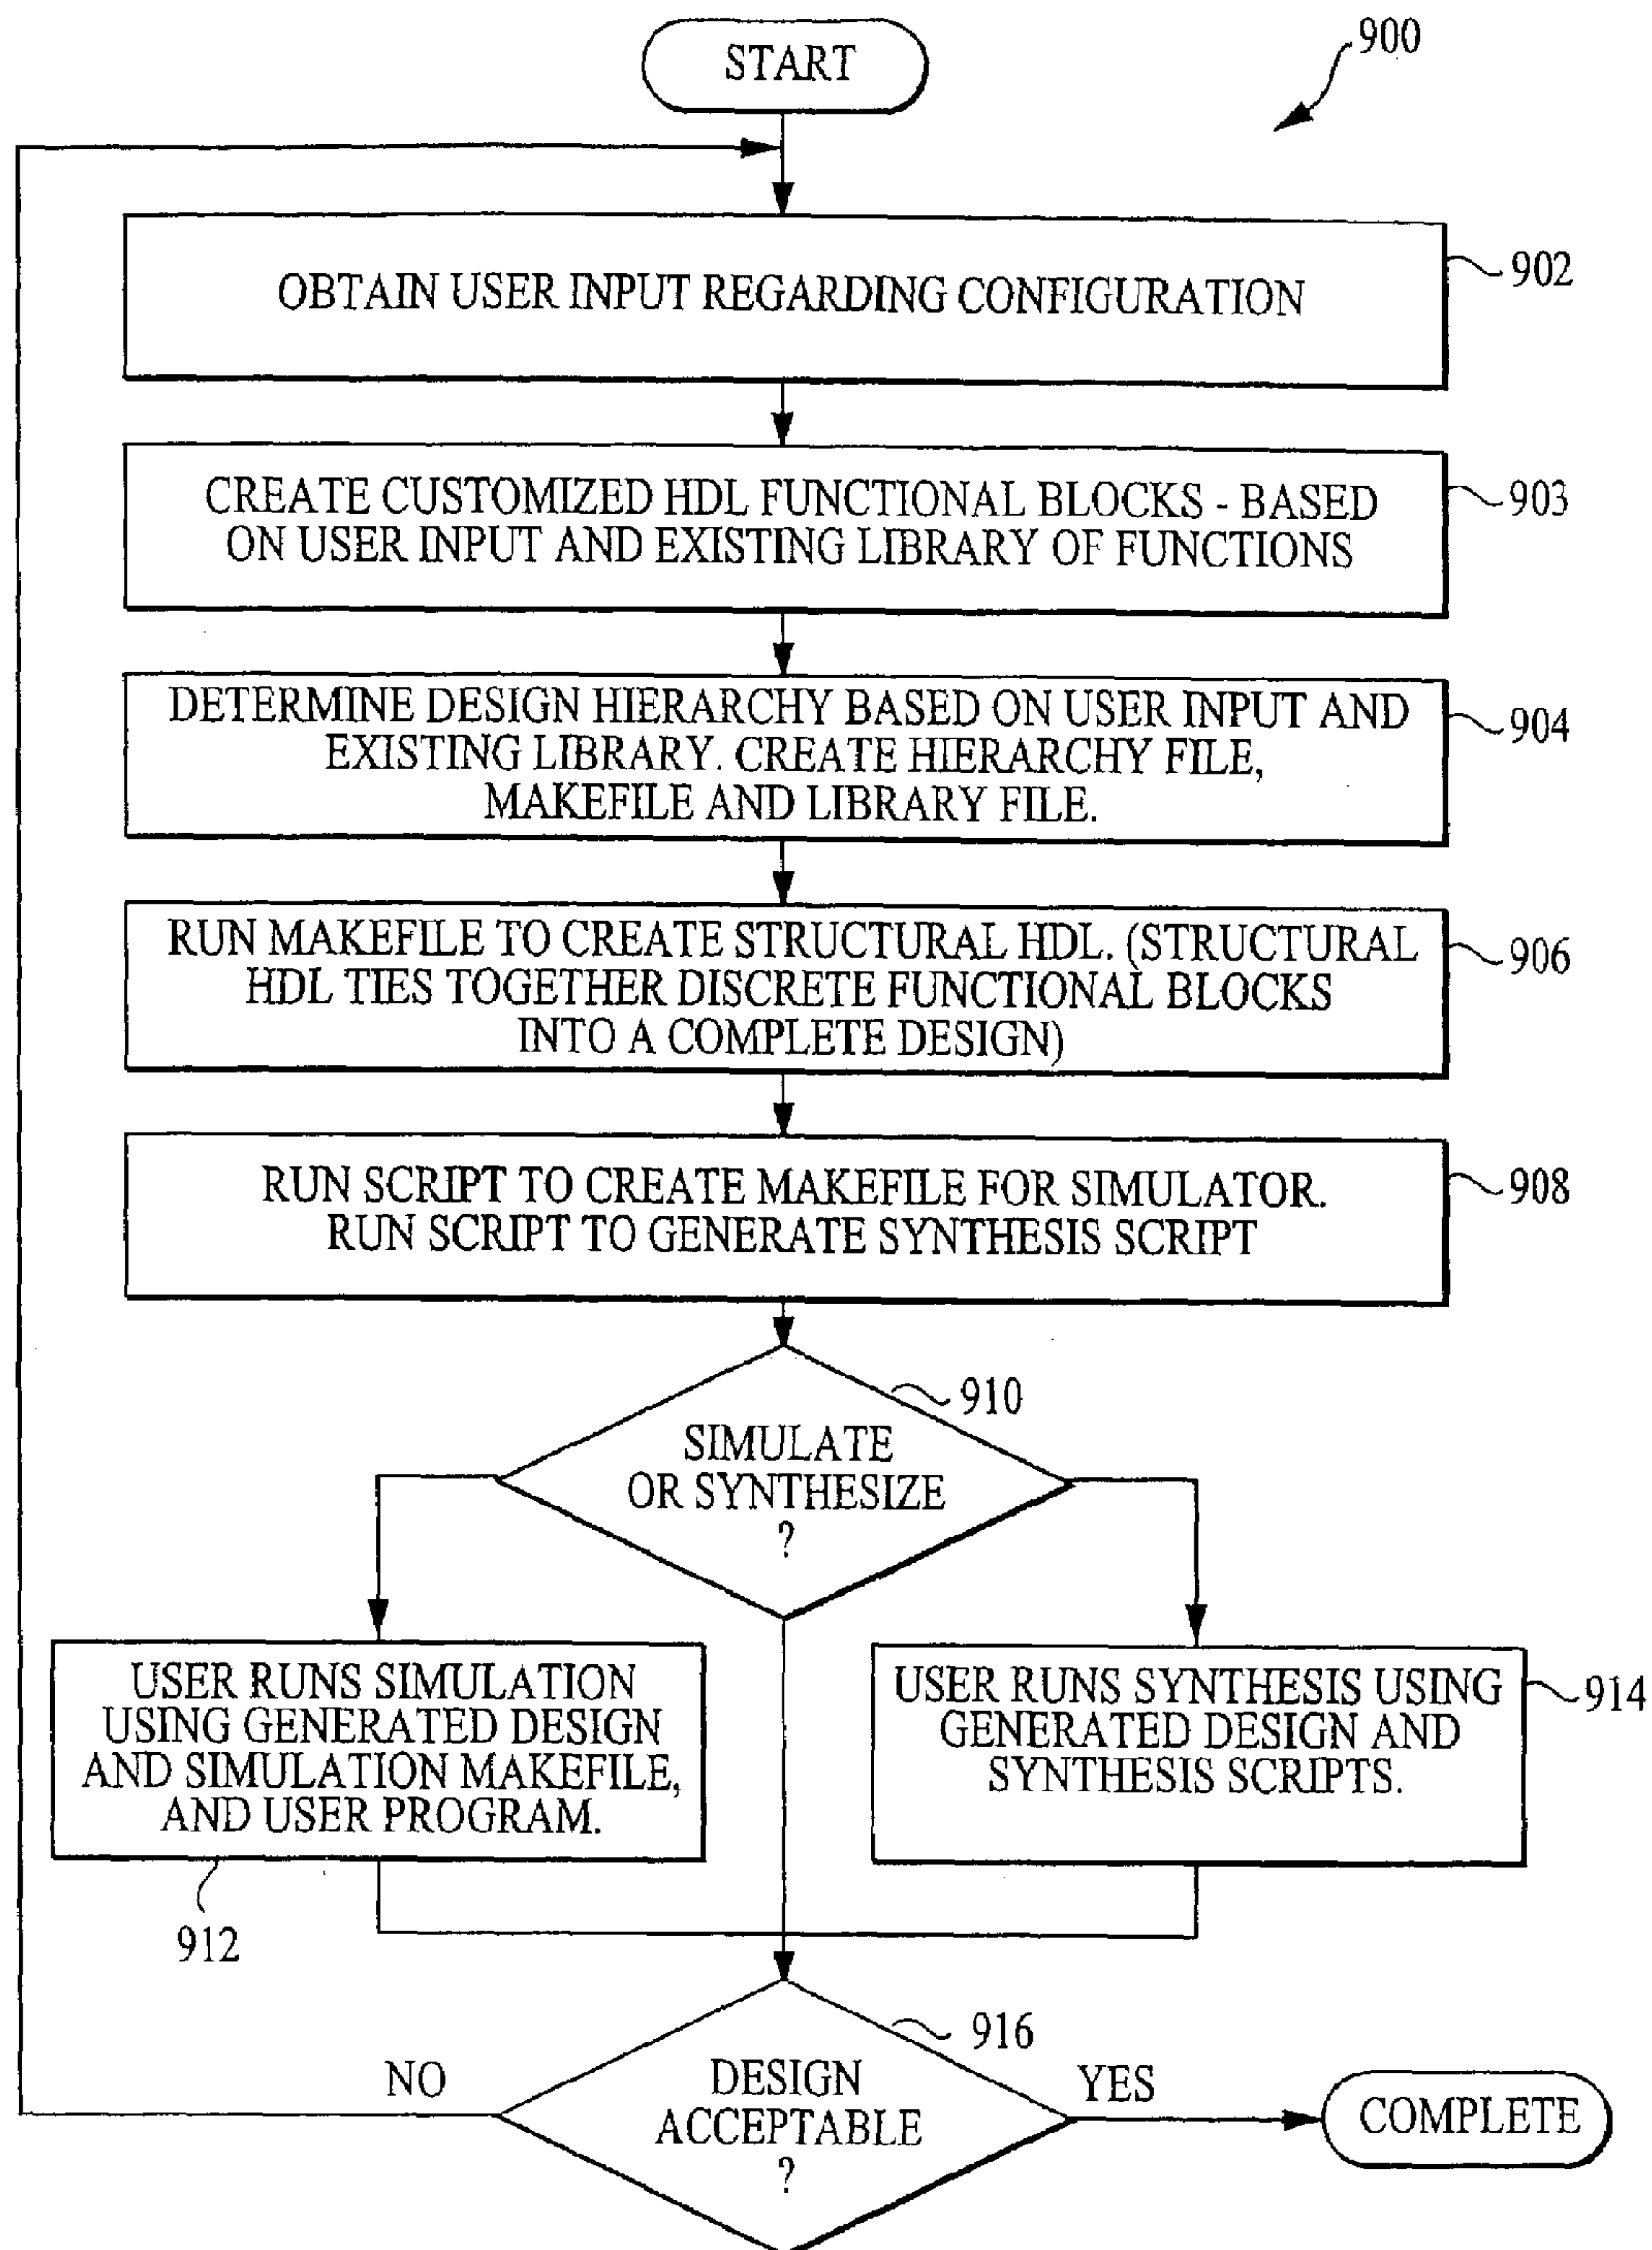 START
900
OBTAIN USER INPUT REGARDING CONFIGURATION
902
CREATE CUSTOMIZED HDL FUNCTIONAL BLOCKS - BASED
ON USER INPUT AND EXISTING LIBRARY OF FUNCTIONS
903
DETERMINE DESIGN HIERARCHY BASED ON USER INPUT AND
EXISTING LIBRARY. CREATE HIERARCHY FILE,
MAKEFILE AND LIBRARY FILE.
904
RUN MAKEFILE TO CREATE STRUCTURAL HDL. (STRUCTURAL
HDL TIES TOGETHER DISCRETE FUNCTIONAL BLOCKS
INTO A COMPLETE DESIGN)
906
RUN SCRIPT TO CREATE MAKEFILE FOR SIMULATOR.
RUN SCRIPT TO GENERATE SYNTHESIS SCRIPT
908
910
SIMULATE
OR SYNTHESIZE
?
USER RUNS SIMULATION
USING GENERATED DESIGN
AND SIMULATION MAKEFILE,
AND USER PROGRAM.
912
USER RUNS SYNTHESIS USING
GENERATED DESIGN AND
SYNTHESIS SCRIPTS.
914
916
DESIGN
ACCEPTABLE
?
NO
YES
COMPLETE